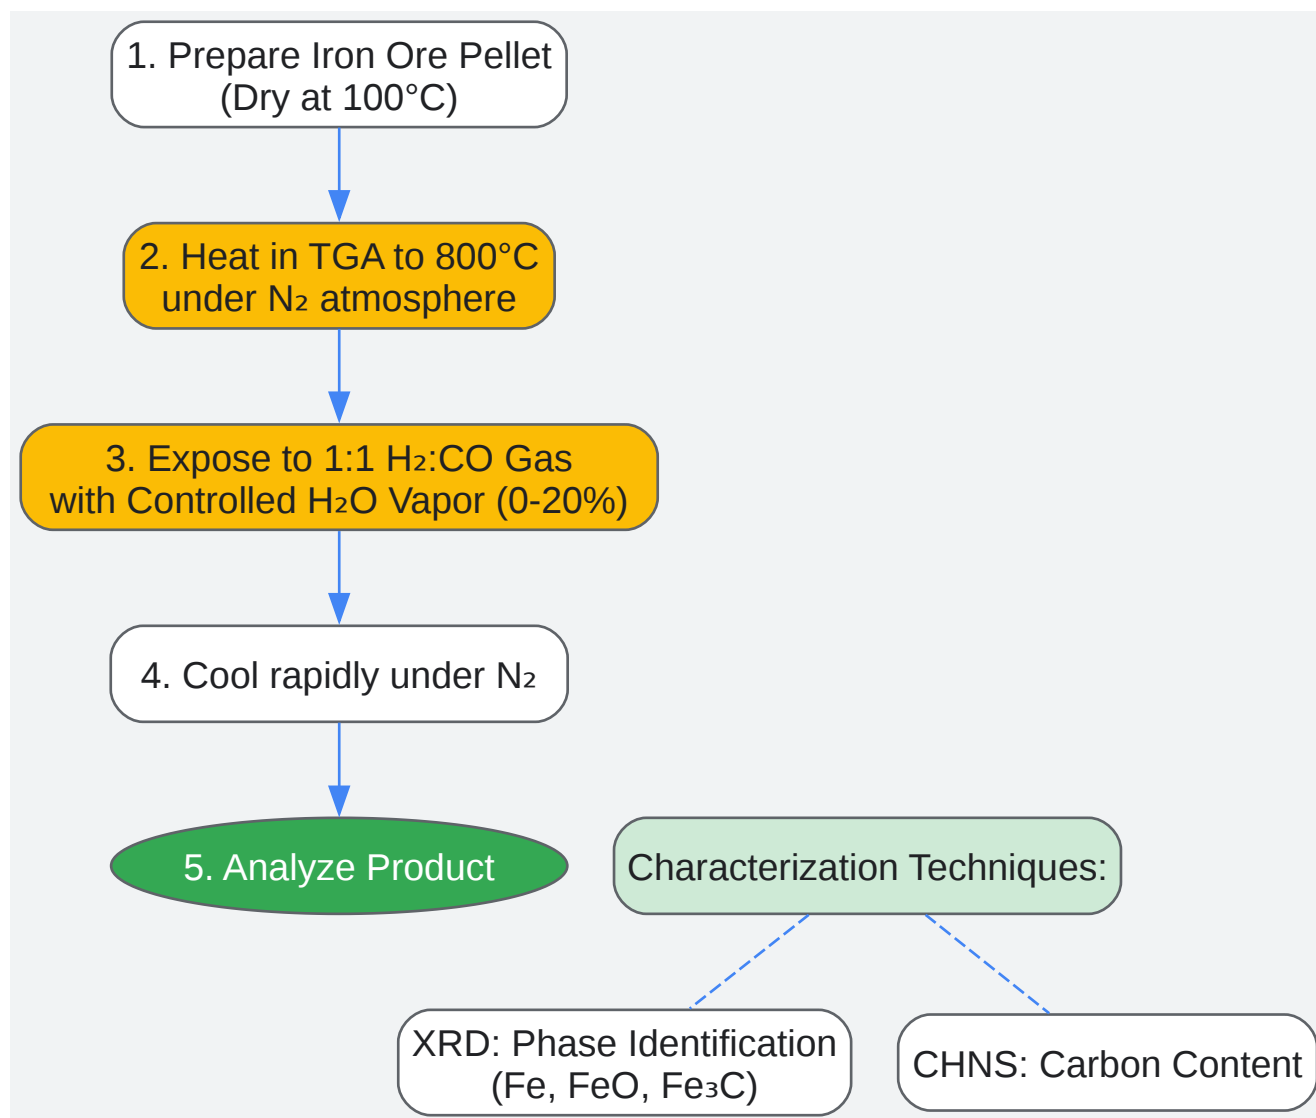 1. Prepare Iron Ore Pellet
(Dry at 100°C)
2. Heat in TGA to 800°C
under N₂ atmosphere
3. Expose to 1:1 H₂:CO Gas
with Controlled H₂O Vapor (0-20%)
4. Cool rapidly under N₂
5. Analyze Product
Characterization Techniques:
XRD: Phase Identification
(Fe, FeO, Fe₃C)
CHNS: Carbon Content